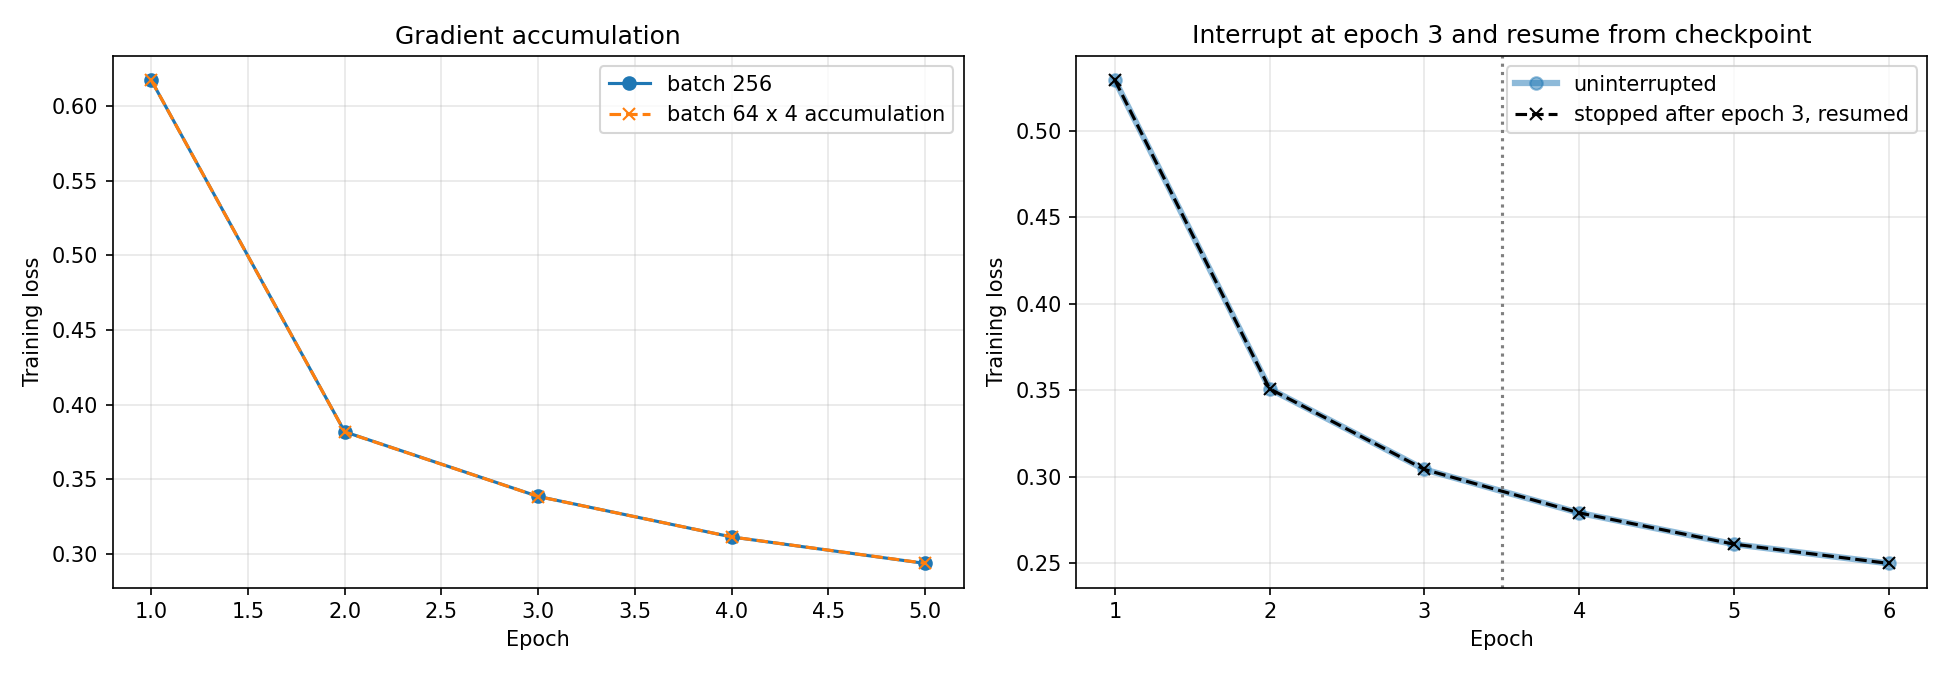 Gradient accumulation
batch 256
batch 64 x 4 accumulation
Training loss
0.60
0.55
0.50
0.45
0.40
0.35
0.30
1.0
1.5
2.0
2.5
3.0
3.5
4.0
4.5
5.0
Epoch
Interrupt at epoch 3 and resume from checkpoint
uninterrupted
stopped after epoch 3, resumed
Training loss
0.50
0.45
0.40
0.35
0.30
0.25
1
2
3
4
5
6
Epoch